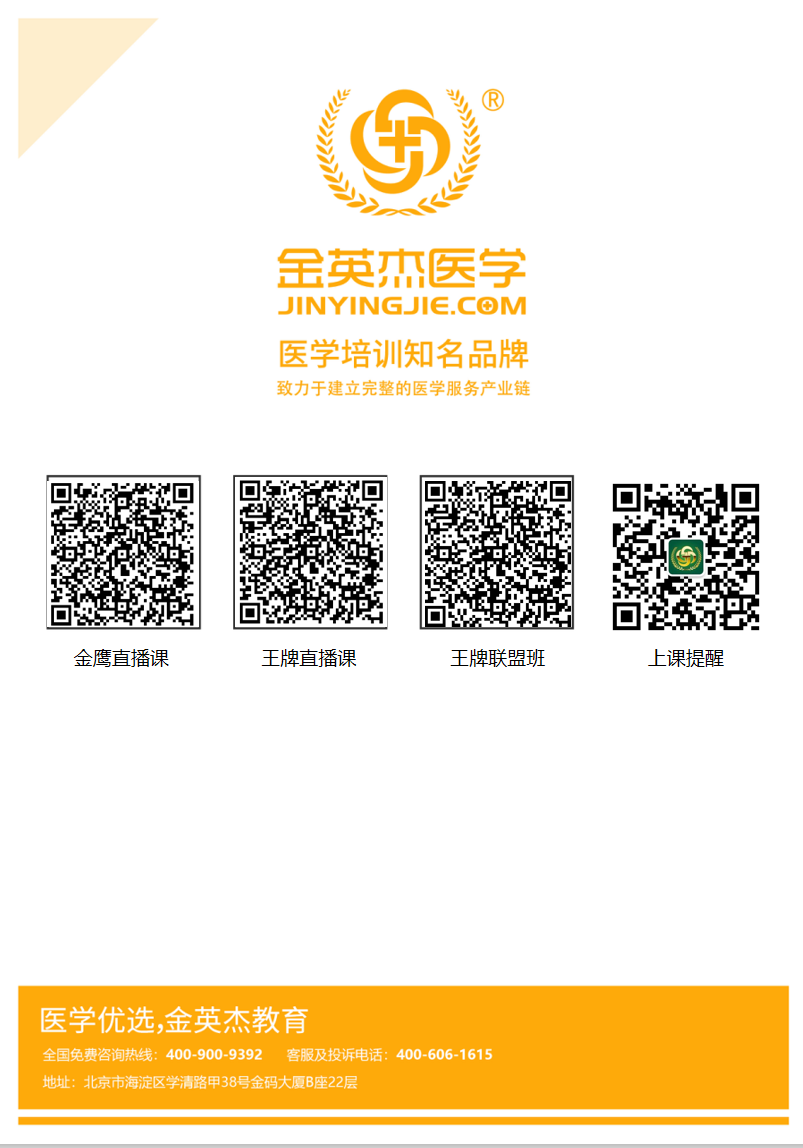 ®
金英杰医学
JINYINGJIE.COM
医学培训知名品牌
致力于建立完整的医学服务产业链
金鹰直播课
王牌直播课
王牌联盟班
上课提醒
医学优选,金英杰教育
全国免费咨询热线：400-900-9392 客服及投诉电话：400-606-1615
地址：北京市海淀区学清路甲38号金码大厦B座22层